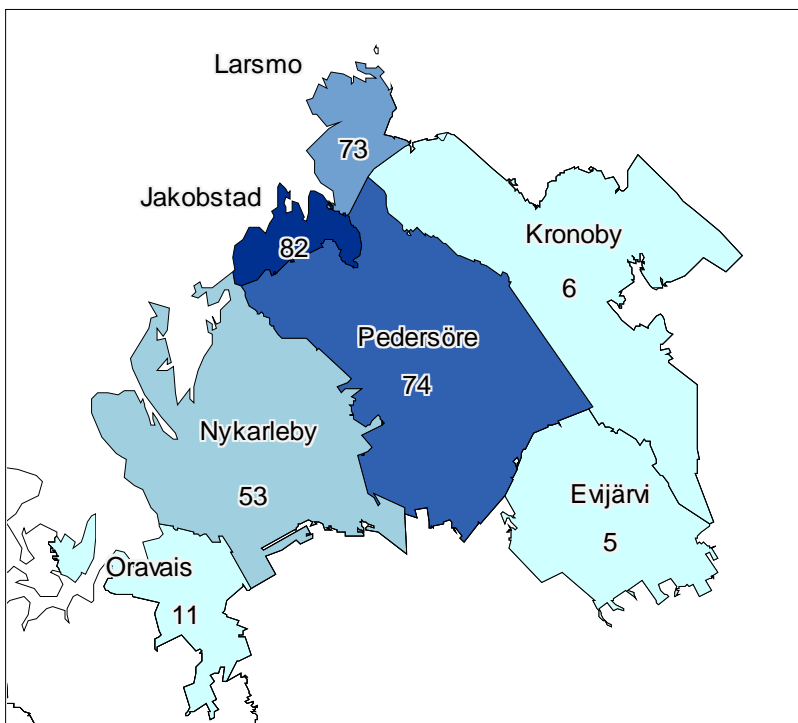 Larsmo
73
Jakobstad
82
Kronoby
6
Pedersöre
74
Nykarleby
53
Evijärvi
5
Oravais
11